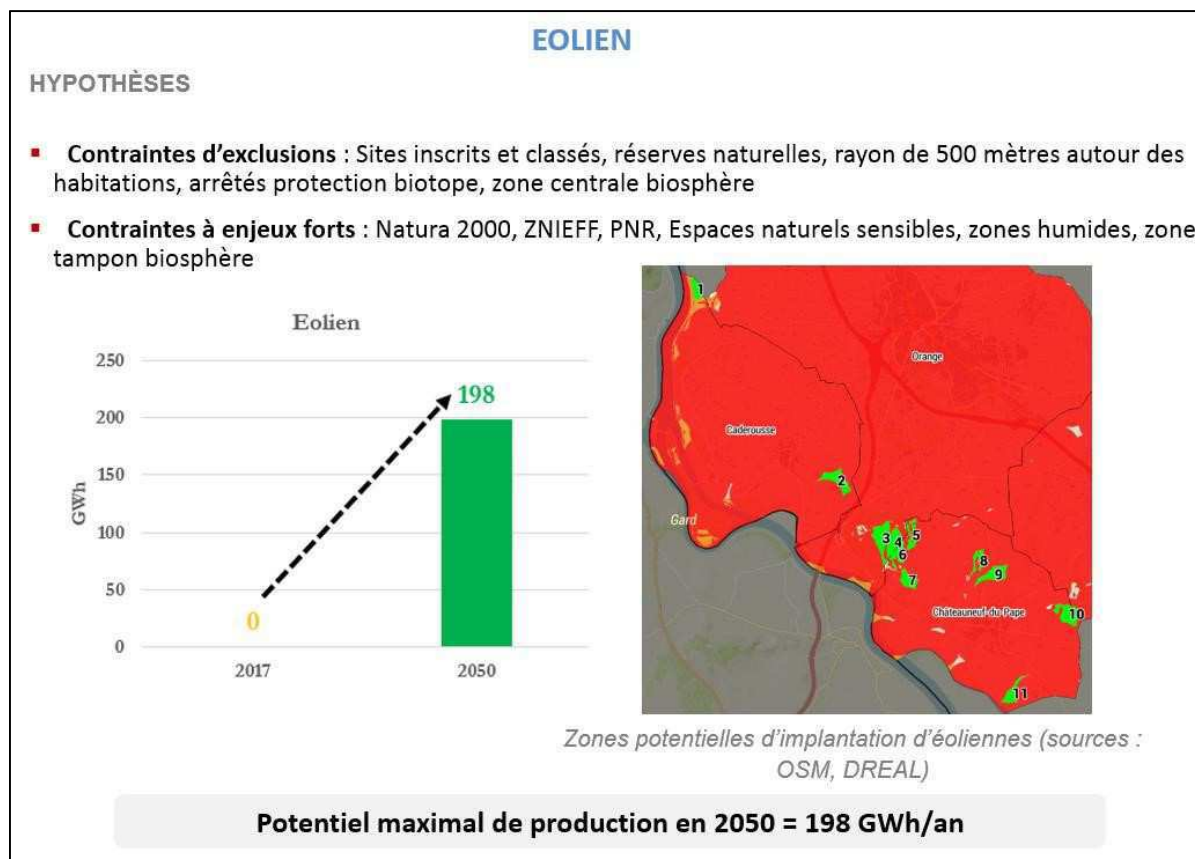 EOLIEN
HYPOTHÈSES
▪ Contraintes d’exclusions : Sites inscrits et classés, réserves naturelles, rayon de 500 mètres autour des
habitations, arrêtés protection biotope, zone centrale biosphère
▪ Contraintes à enjeux forts : Natura 2000, ZNIEFF, PNR, Espaces naturels sensibles, zones humides, zone
tampon biosphère
Eolien
250
200
150
100
50
0
GWh
0
198
2017
2050
1
Orange
Caderousse
2
Gard
3
4
5
6
7
8
9
Châteauneuf-du-Pape
10
11
Zones potentielles d’implantation d’éoliennes (sources :
OSM, DREAL)
Potentiel maximal de production en 2050 = 198 GWh/an